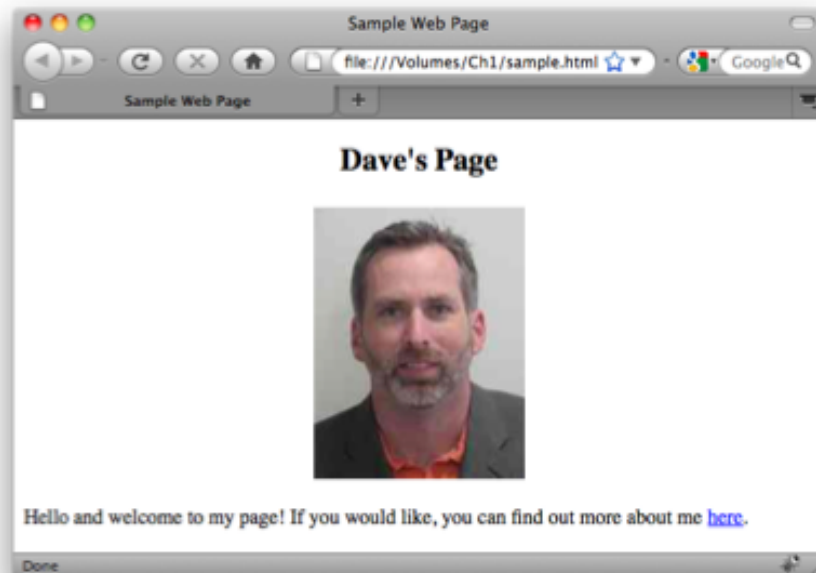 Sample Web Page
file:///Volumes/Ch1/sample.html Google
Sample Web Page +
Dave's Page
Hello and welcome to my page! If you would like, you can find out more about me here.
Done